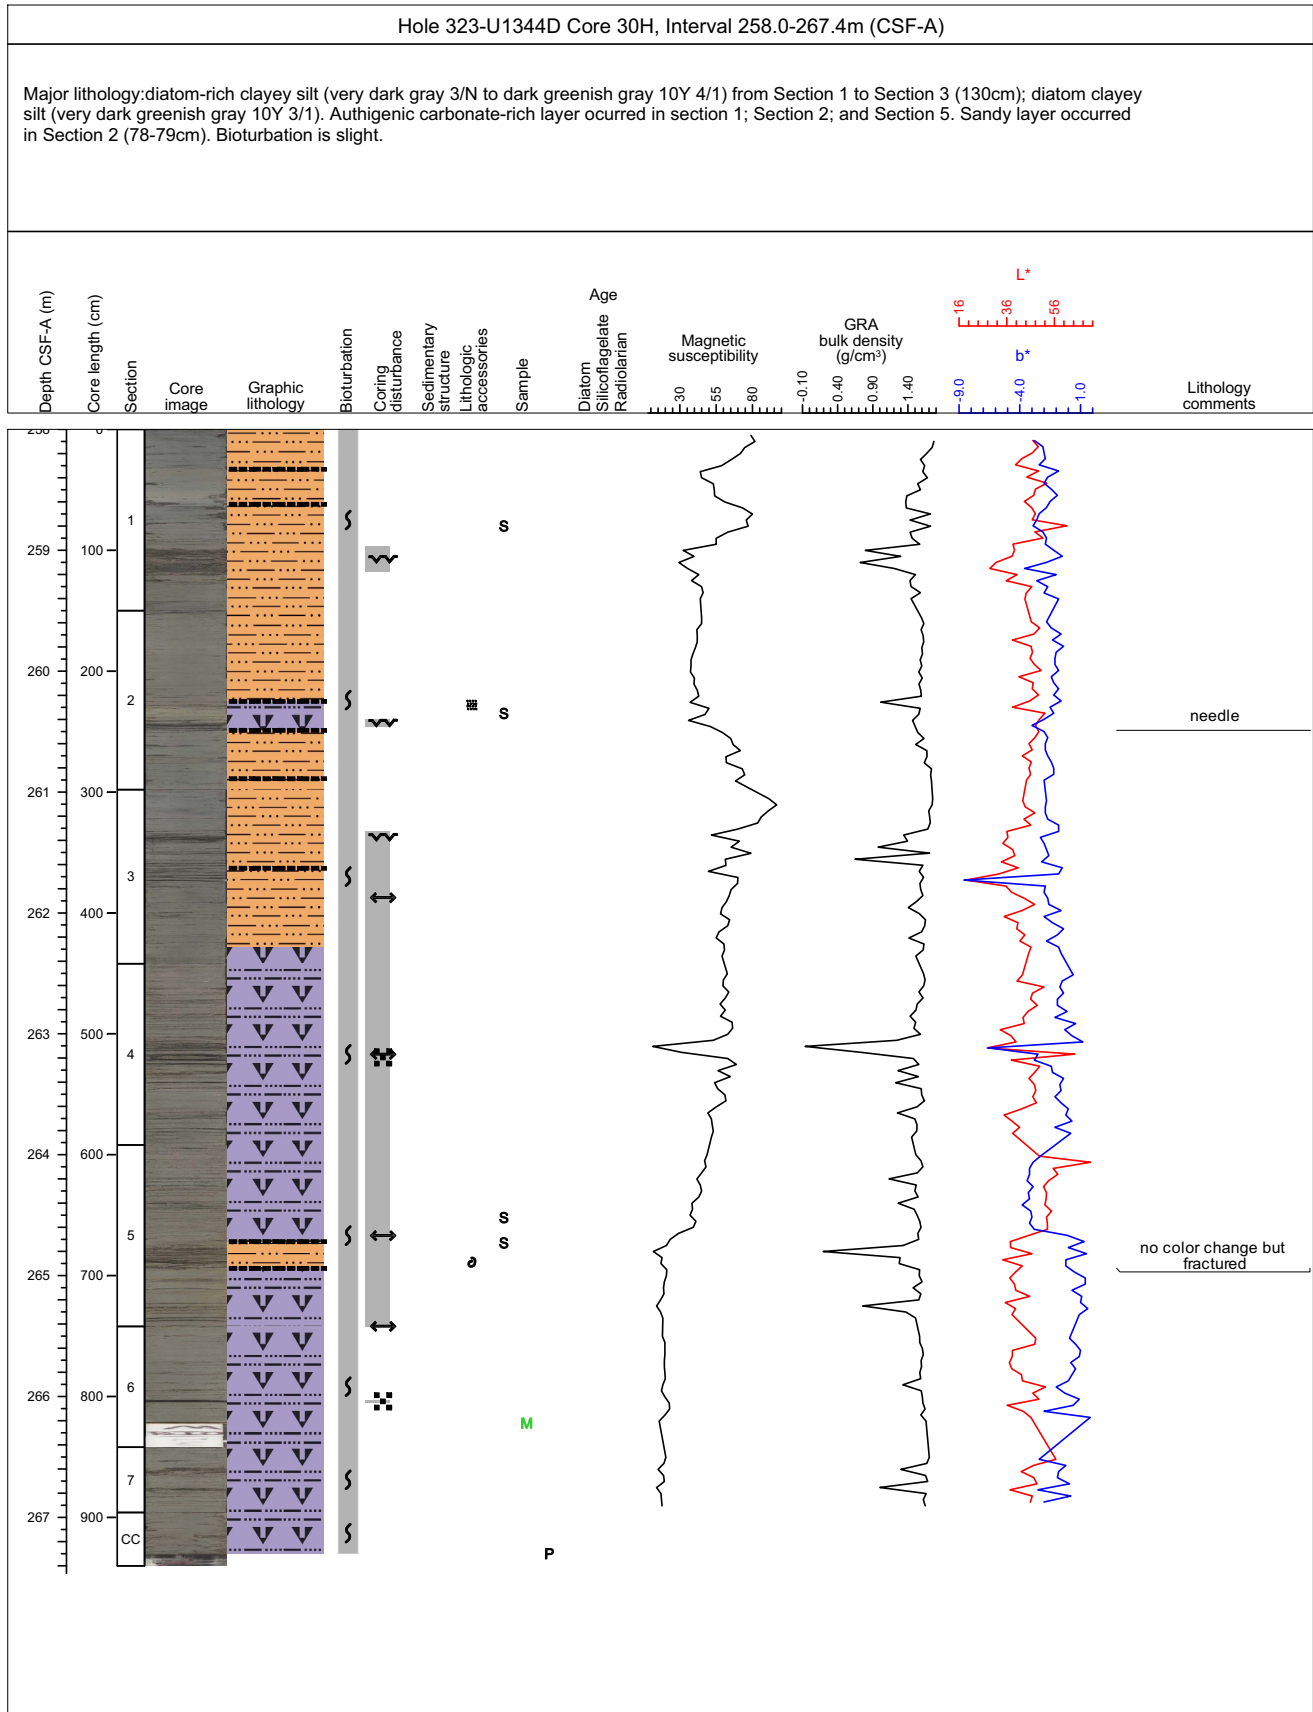 Hole 323-U1344D Core 30H, Interval 258.0-267.4m (CSF-A)
Major lithology:diatom-rich clayey silt (very dark gray 3/N to dark greenish gray 10Y 4/1) from Section 1 to Section 3 (130cm); diatom clayey
silt (very dark greenish gray 10Y 3/1). Authigenic carbonate-rich layer ocurred in section 1; Section 2; and Section 5. Sandy layer occurred
in Section 2 (78-79cm). Bioturbation is slight.
Depth CSF-A (m)
Core length (cm)
Section
Core
image
Graphic
lithology
Bioturbation
Coring
disturbance
Sedimentary
structure
Lithologic
accessories
Sample
Age
Diatom
Silicoflagelate
Radiolarian
Magnetic
susceptibility
30 55 80
GRA
bulk density
(g/cm³)
-0.10 0.40 0.90 1.40
L*
16 36 56
b*
-9.0 -4.0 1.0
Lithology
comments
258 0
1
S
259 100
260 200
2
S
needle
261 300
3
262 400
263 500
4
264 600
S
5
S
no color change but
fractured
265 700
6
266 800
M
7
267 900
CC
P